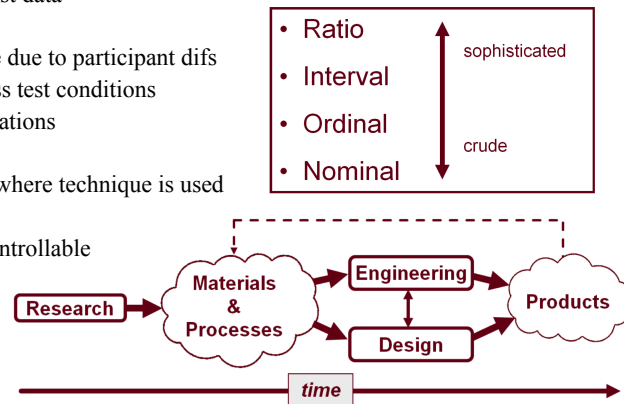 st data
e due to participant difs
ss test conditions
ations
where technique is used
ntrollable
• Ratio
• Interval
• Ordinal
• Nominal
sophisticated
crude
Research
Materials
&
Processes
Engineering
Design
Products
time